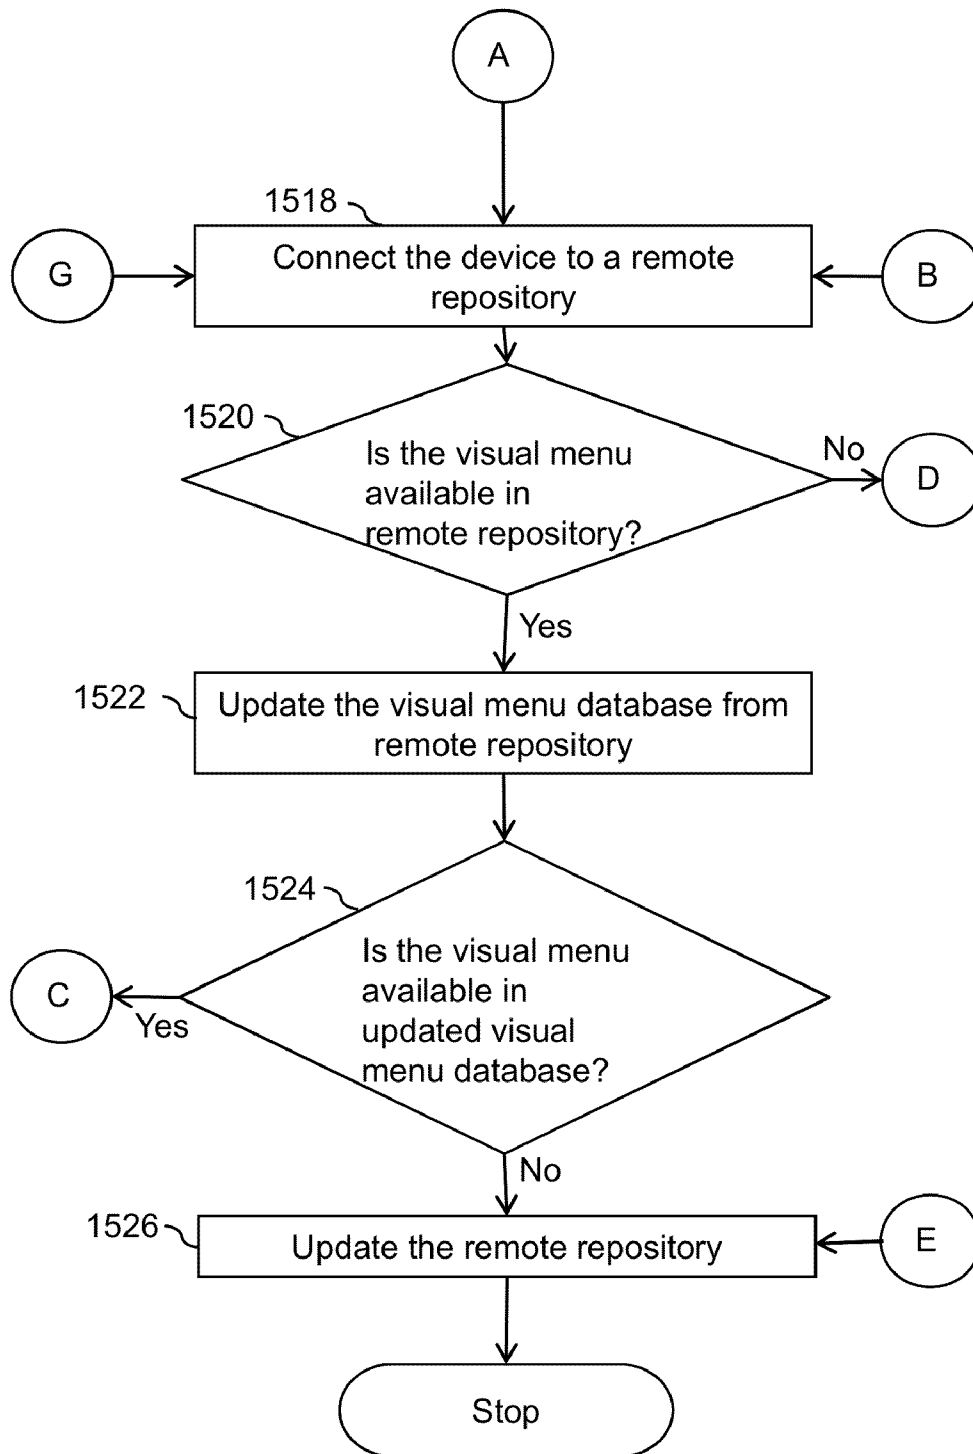 A
1518
Connect the device to a remote
repository
G
B
1520
Is the visual menu
available in
remote repository?
No
D
Yes
1522
Update the visual menu database from
remote repository
1524
Is the visual menu
available in
updated visual
menu database?
C
Yes
No
1526
Update the remote repository
E
Stop